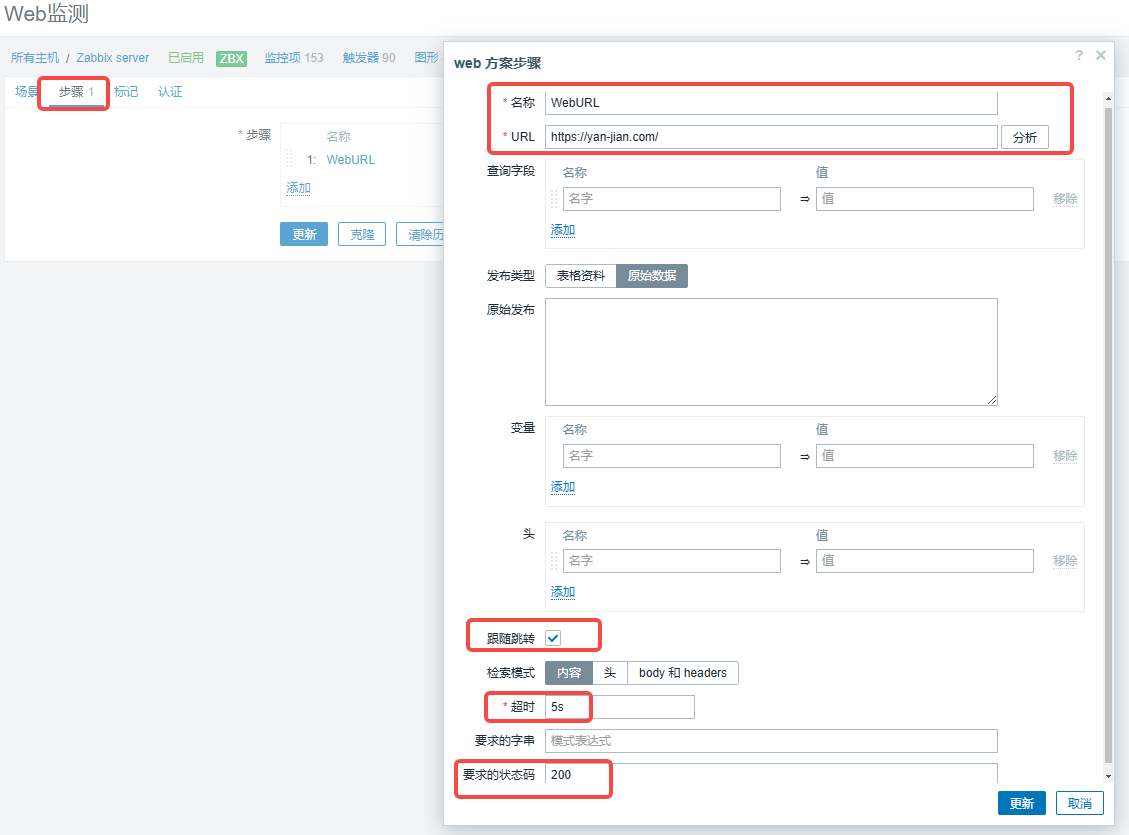 Web监测
所有主机 / Zabbix server 已启用 ZBX 监控项 153 触发器 90 图形
场景 步骤 1 标记 认证
* 步骤 名称
1: WebURL
添加
更新 克隆 清除历
web 方案步骤 ? ×
* 名称 WebURL
* URL https://yan-jian.com/ 分析
查询字段 名称 值
名字 ⇒ 值 移除
添加
发布类型 表格资料 原始数据
原始发布
变量 名称 值
名字 ⇒ 值 移除
添加
头 名称 值
名字 ⇒ 值 移除
添加
跟随跳转
检索模式 内容 头 body 和 headers
* 超时 5s
要求的字串 模式表达式
要求的状态码 200
更新 取消